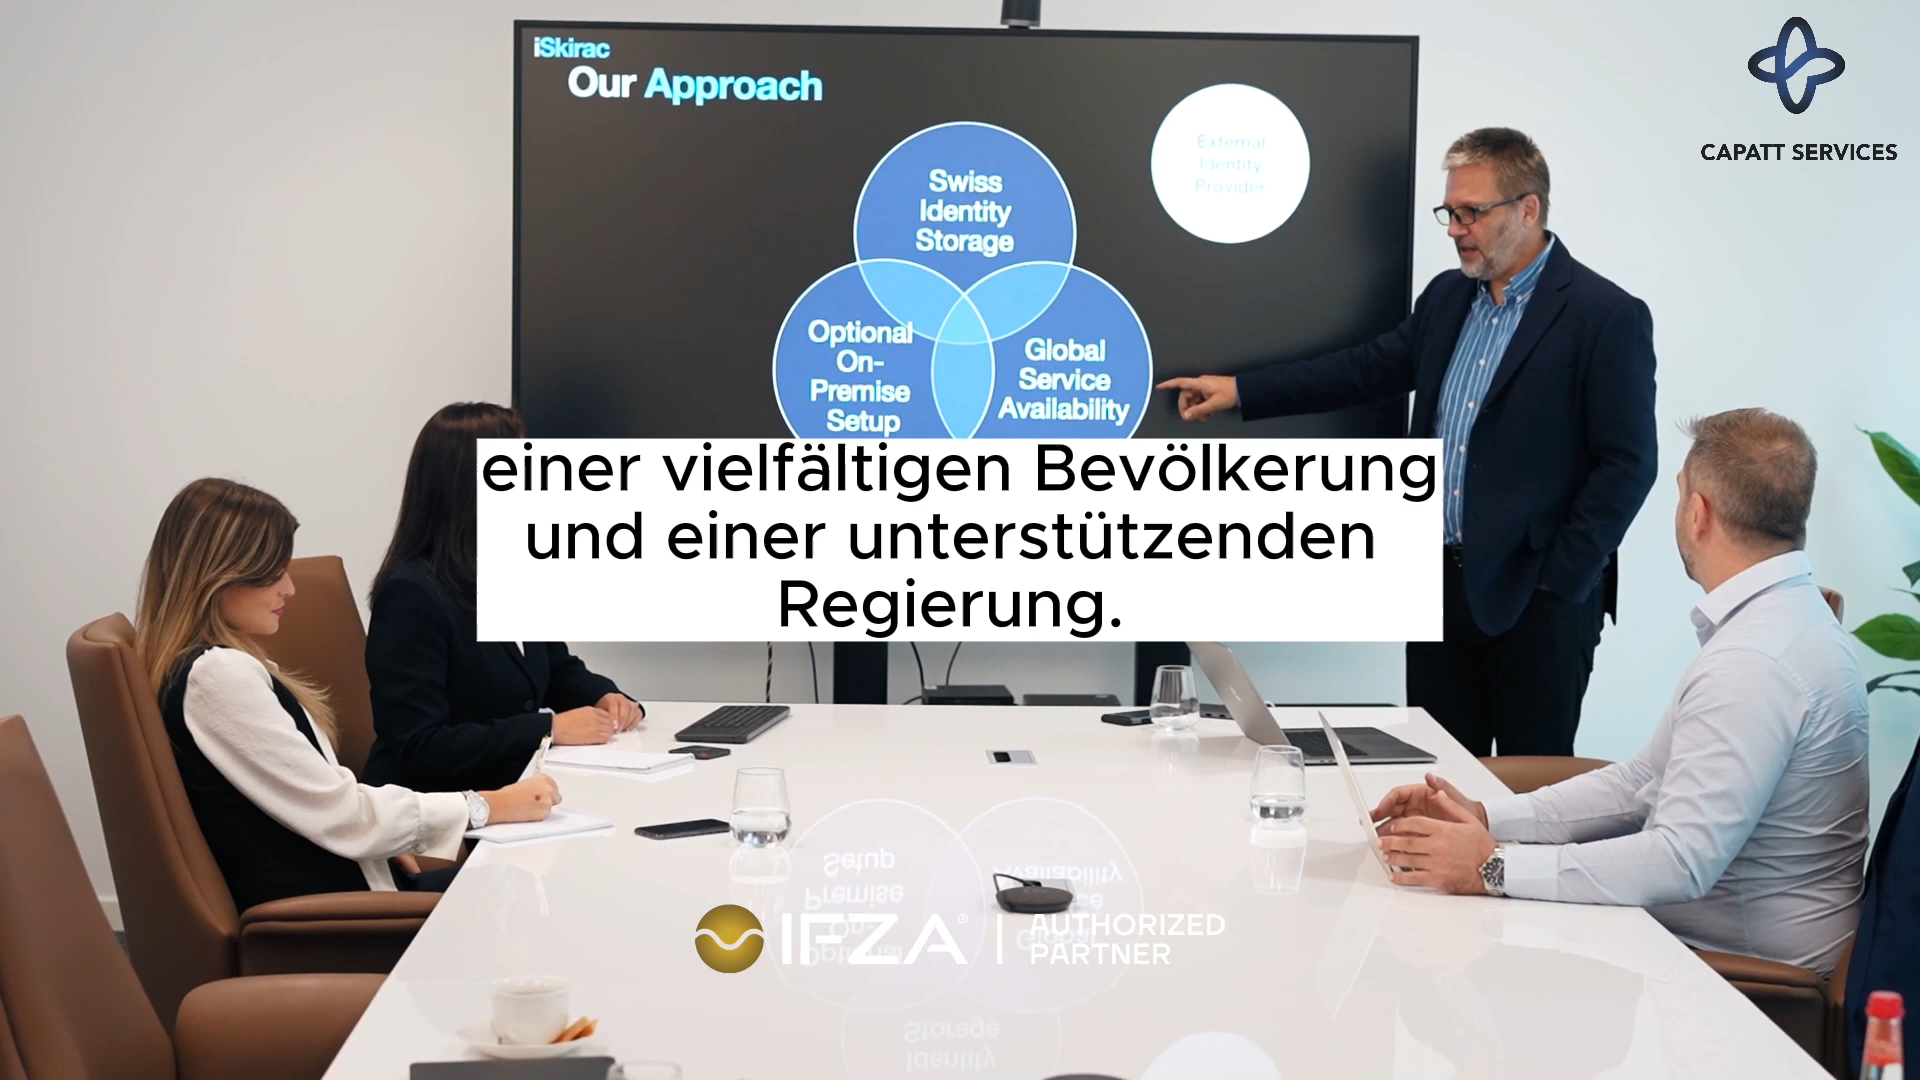 iSkirac
Our Approach
Swiss
Identity
Storage
External
Identity
Provider
Optional
On-
Premise
Setup
Global
Service
Availability
CAPATT SERVICES
einer vielfältigen Bevölkerung
und einer unterstützenden
Regierung.
IFZA®
AUTHORIZED
PARTNER